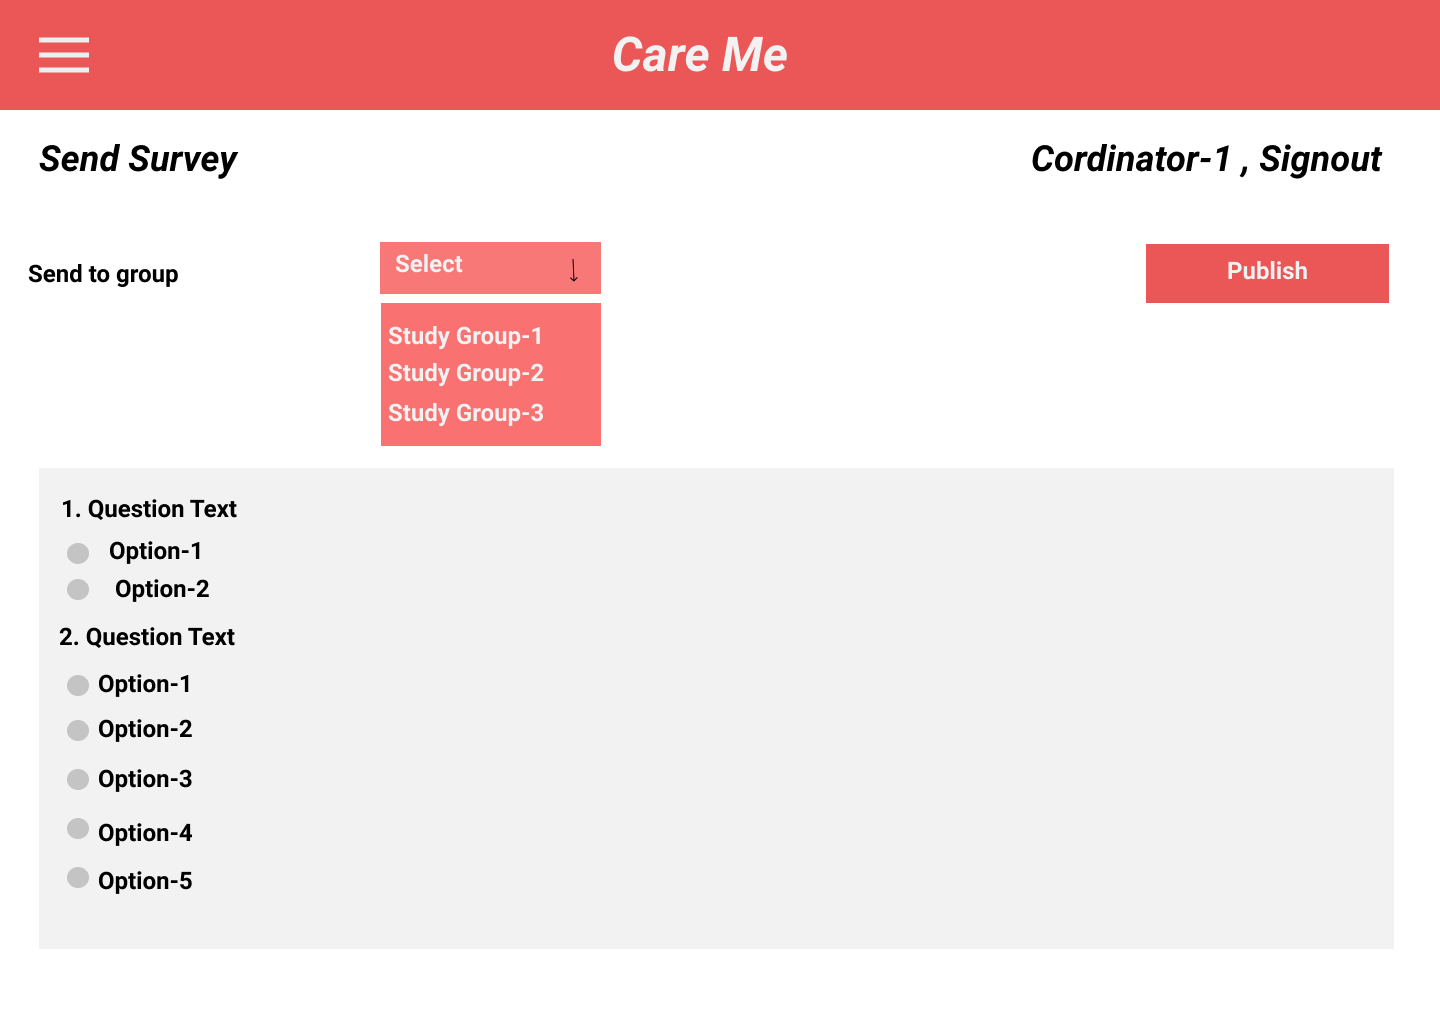 Care Me
Send Survey
Cordinator-1 , Signout
Send to group
Select
Publish
Study Group-1
Study Group-2
Study Group-3
1. Question Text
Option-1
Option-2
2. Question Text
Option-1
Option-2
Option-3
Option-4
Option-5